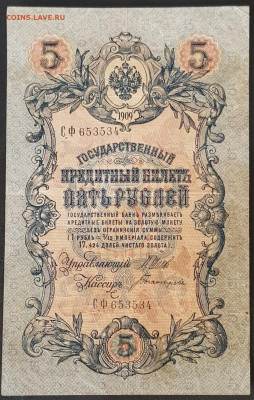 COINS.LAVE.RU
5 5
1909
СФ 653534
ГОСУДАРСТВЕННЫЙ
КРЕДИТНЫЙ БИЛЕТЪ
ПЯТЬ РУБЛЕЙ
ГОСУДАРСТВЕННЫЙ БАНКЪ РАЗМѢНИВАЕТЪ
КРЕДИТНЫЕ БИЛЕТЫ НА ЗОЛОТУЮ МОНЕТУ
БЕЗЪ ОГРАНИЧЕНІЯ СУММЫ
(1 РУБЛЬ = 1/15 ИМПЕРІАЛА, СОДЕРЖИТЪ
17,424 ДОЛЕЙ ЧИСТАГО ЗОЛОТА).
Управляющій
Кассиръ
СФ 653534
5